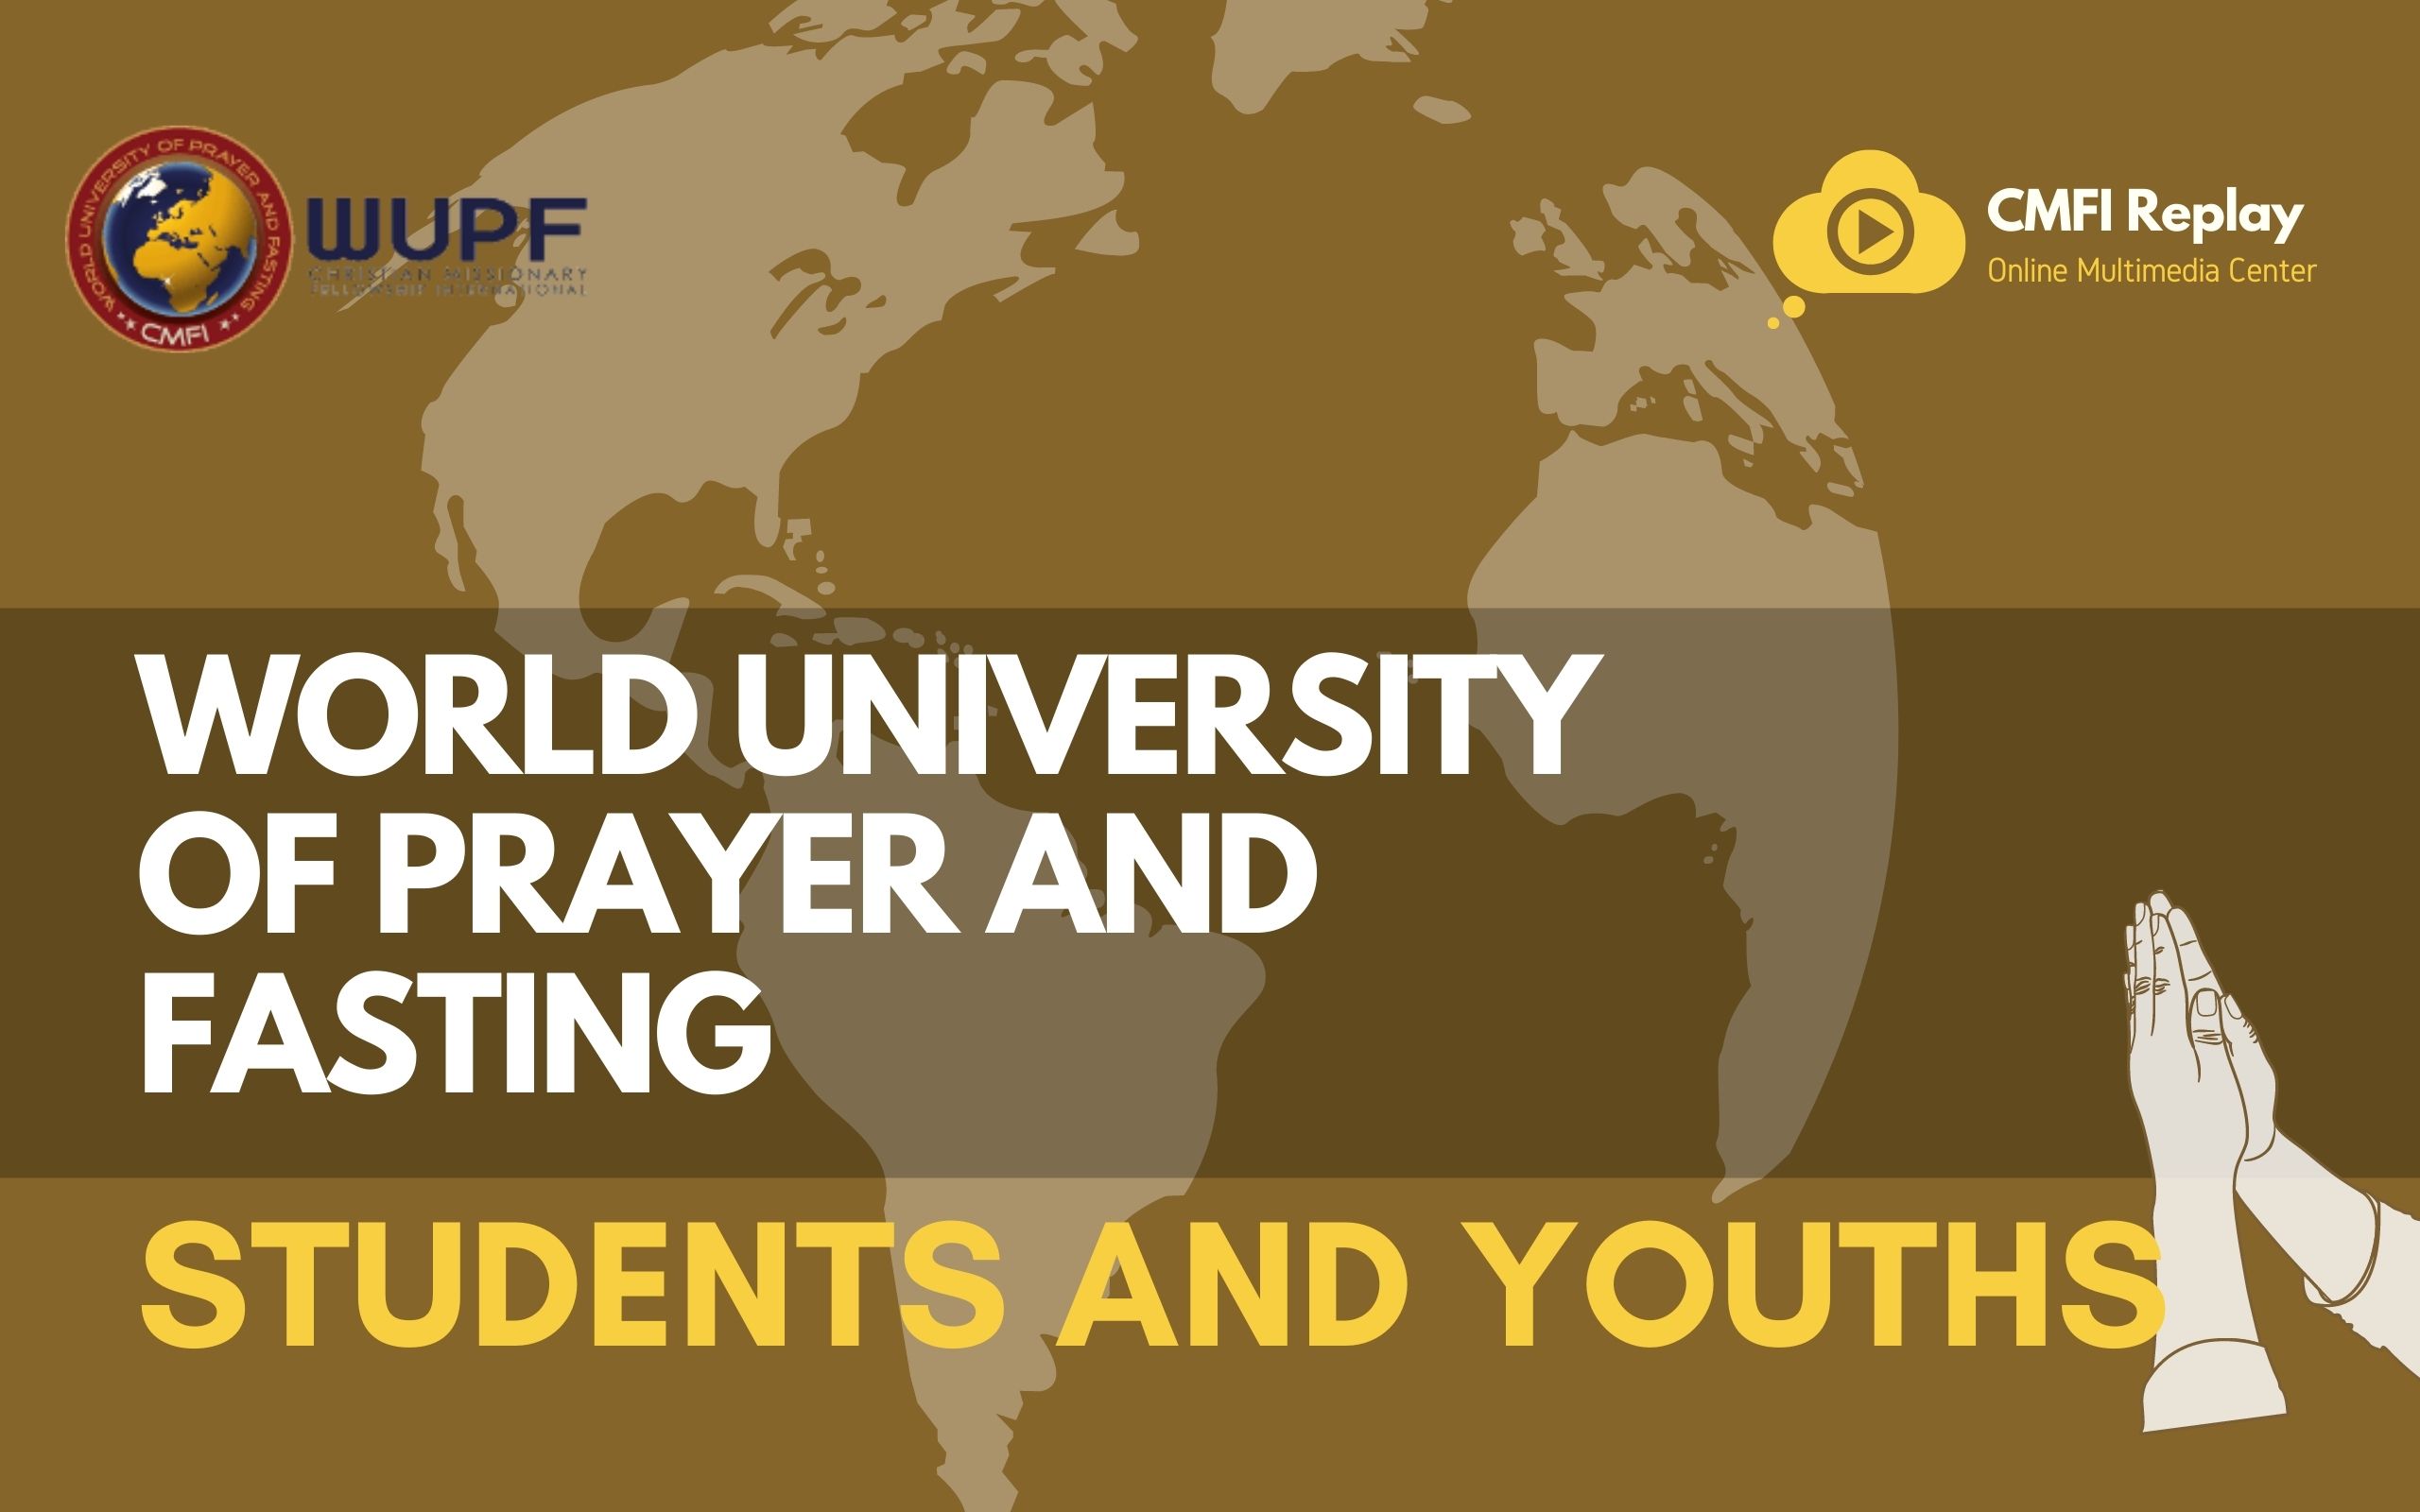 WORLD UNIVERSITY OF PRAYER AND FASTING
CMFI
WUPF
CHRISTIAN MISSIONARY
FELLOWSHIP INTERNATIONAL
CMFI Replay
Online Multimedia Center
WORLD UNIVERSITY
OF PRAYER AND
FASTING
STUDENTS AND YOUTHS